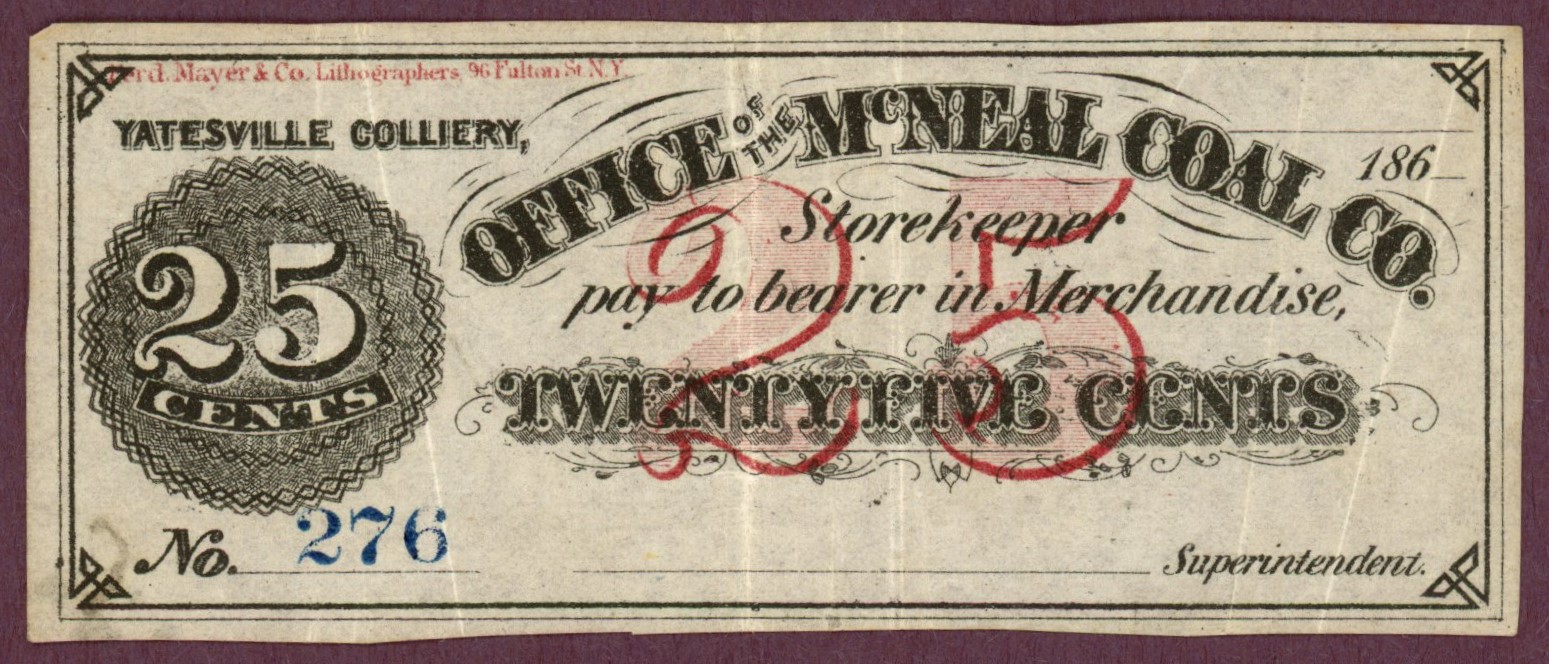 Ferd. Mayer & Co. Lithographers, 96 Fulton St. N.Y.
YATESVILLE COLLIERY,
OFFICE OF THE McNEAL COAL CO.
186
Storekeeper
pay to bearer in Merchandise,
25
CENTS
25
TWENTY FIVE CENTS
No. 276
Superintendent.